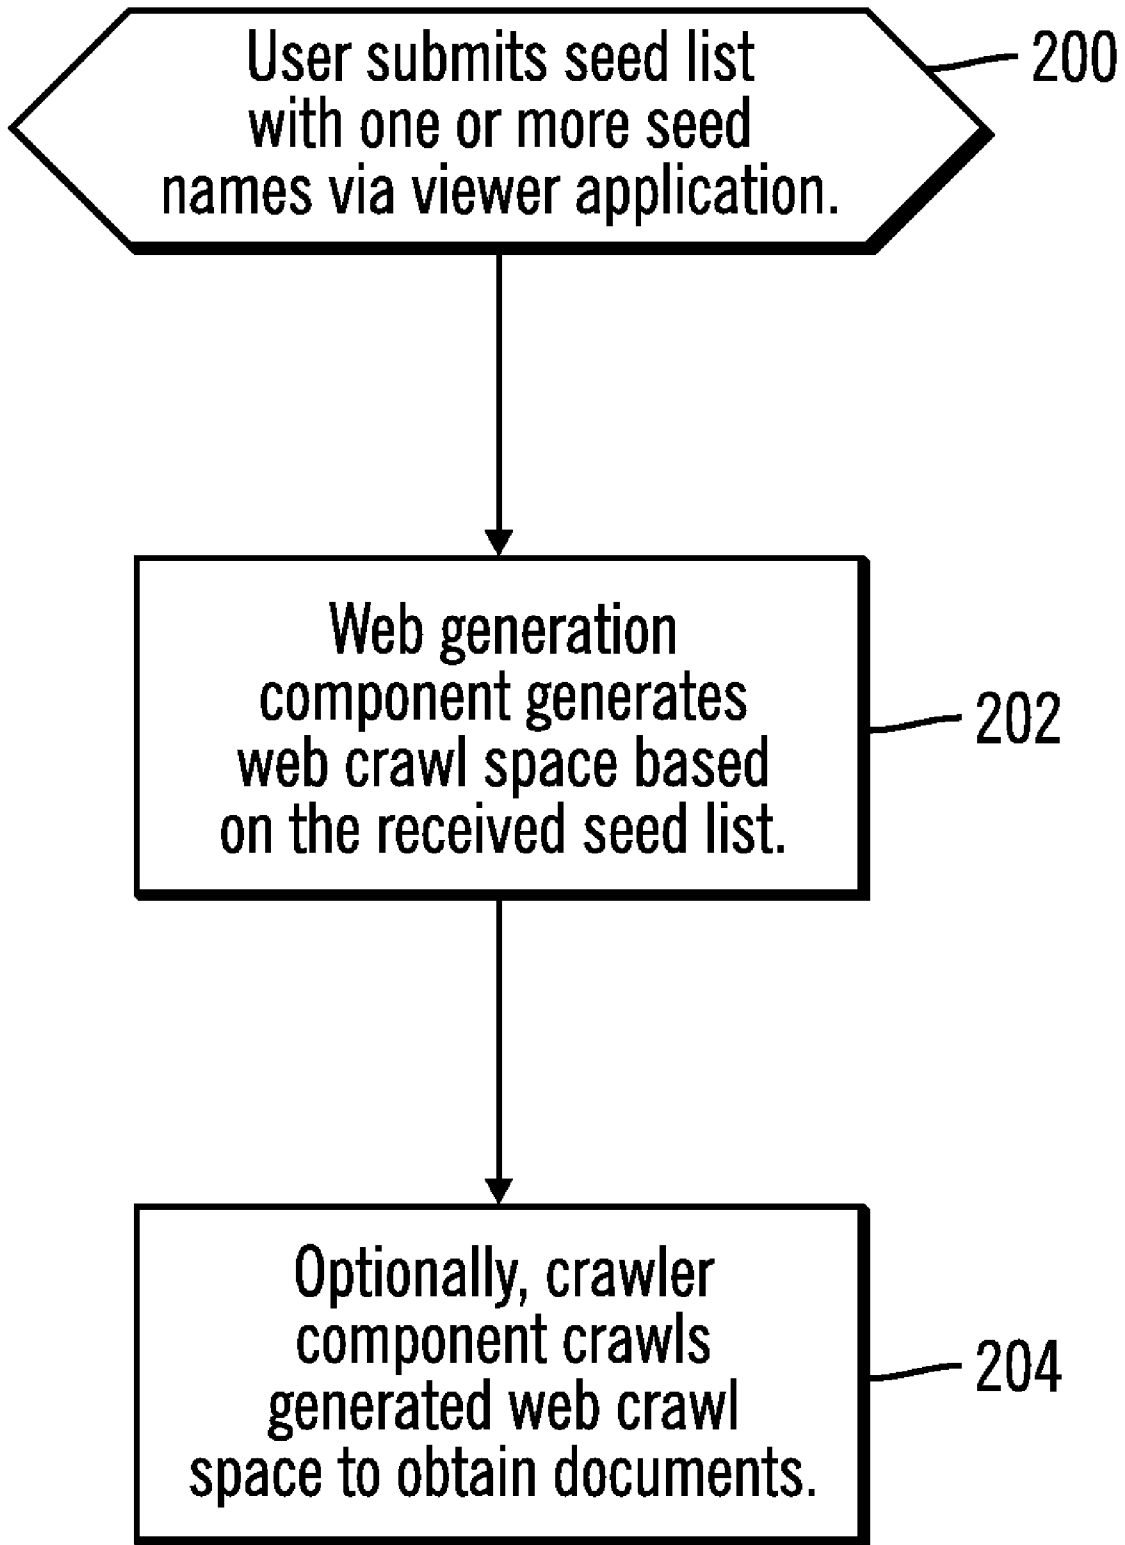 User submits seed list
with one or more seed
names via viewer application.
200
Web generation
component generates
web crawl space based
on the received seed list.
202
Optionally, crawler
component crawls
generated web crawl
space to obtain documents.
204